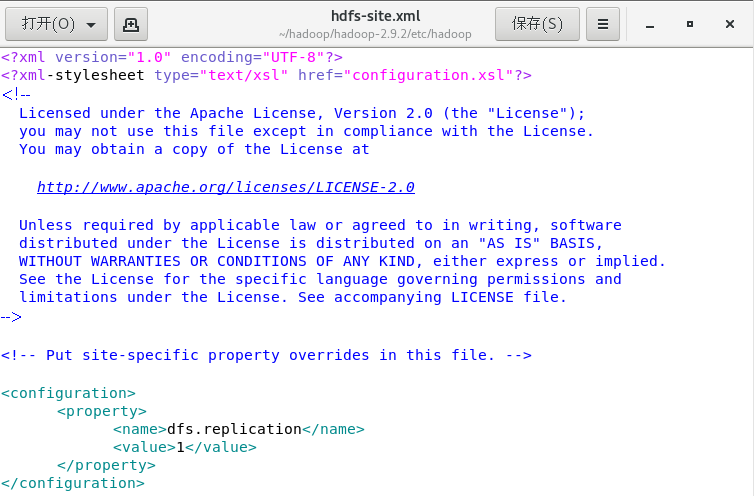 打开(O)
hdfs-site.xml
~/hadoop/hadoop-2.9.2/etc/hadoop
保存(S)
<?xml version="1.0" encoding="UTF-8"?>
<?xml-stylesheet type="text/xsl" href="configuration.xsl"?>
<!--
  Licensed under the Apache License, Version 2.0 (the "License");
  you may not use this file except in compliance with the License.
  You may obtain a copy of the License at
    http://www.apache.org/licenses/LICENSE-2.0
  Unless required by applicable law or agreed to in writing, software
  distributed under the License is distributed on an "AS IS" BASIS,
  WITHOUT WARRANTIES OR CONDITIONS OF ANY KIND, either express or implied.
  See the License for the specific language governing permissions and
  limitations under the License. See accompanying LICENSE file.
-->
<!-- Put site-specific property overrides in this file. -->
<configuration>
      <property>
            <name>dfs.replication</name>
            <value>1</value>
      </property>
</configuration>